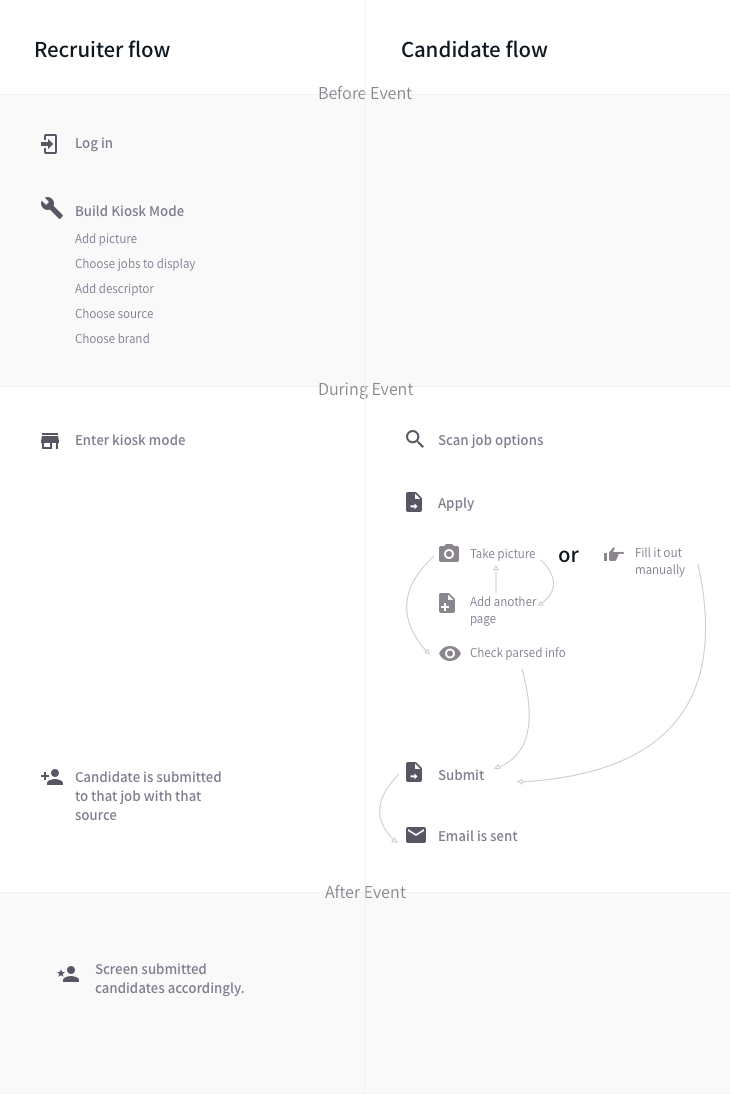 Recruiter flow
Candidate flow
Before Event
Log in
Build Kiosk Mode
Add picture
Choose jobs to display
Add descriptor
Choose source
Choose brand
During Event
Enter kiosk mode
Scan job options
Apply
Take picture
or
Fill it out
manually
Add another
page
Check parsed info
Candidate is submitted
to that job with that
source
Submit
Email is sent
After Event
Screen submitted
candidates accordingly.